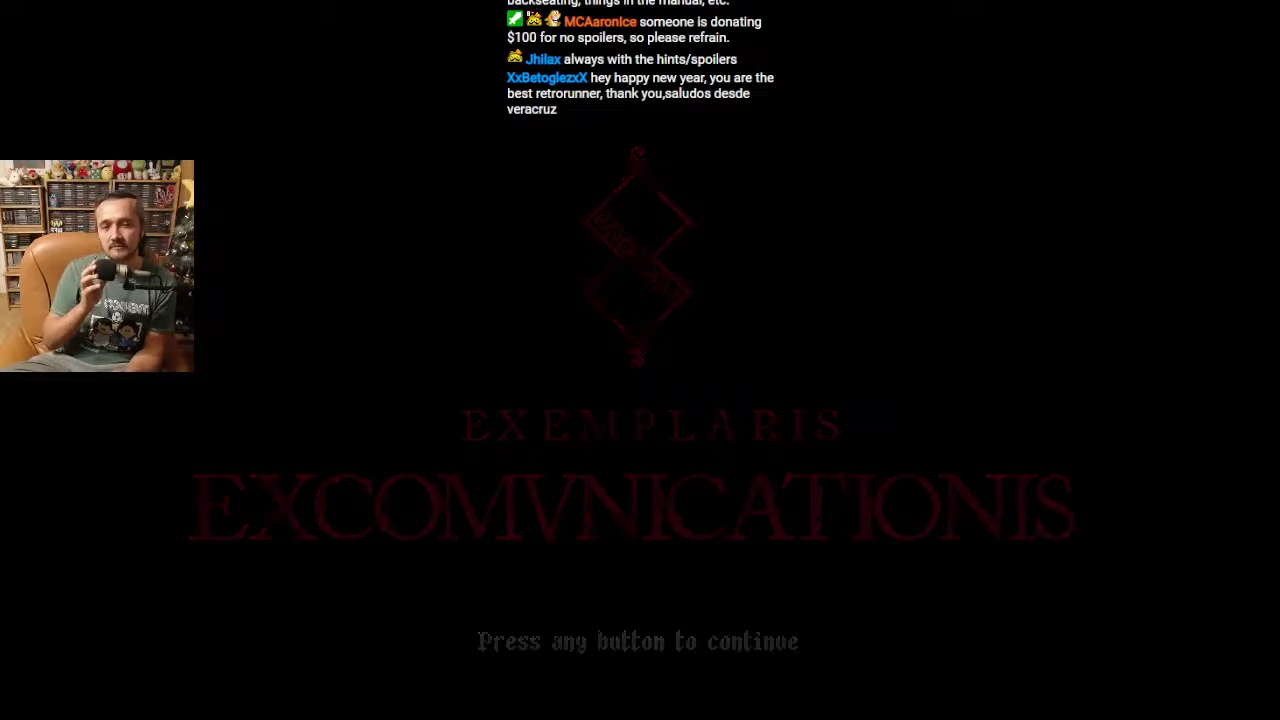 backseating, things in the manual, etc.
MCAaronIce someone is donating
$100 for no spoilers, so please refrain.
Jhilax always with the hints/spoilers
XxBetoglezxX hey happy new year, you are the
best retrorunner, thank you,saludos desde
veracruz
EXEMPLARIS
EXCOMVNICATIONIS
Press any button to continue